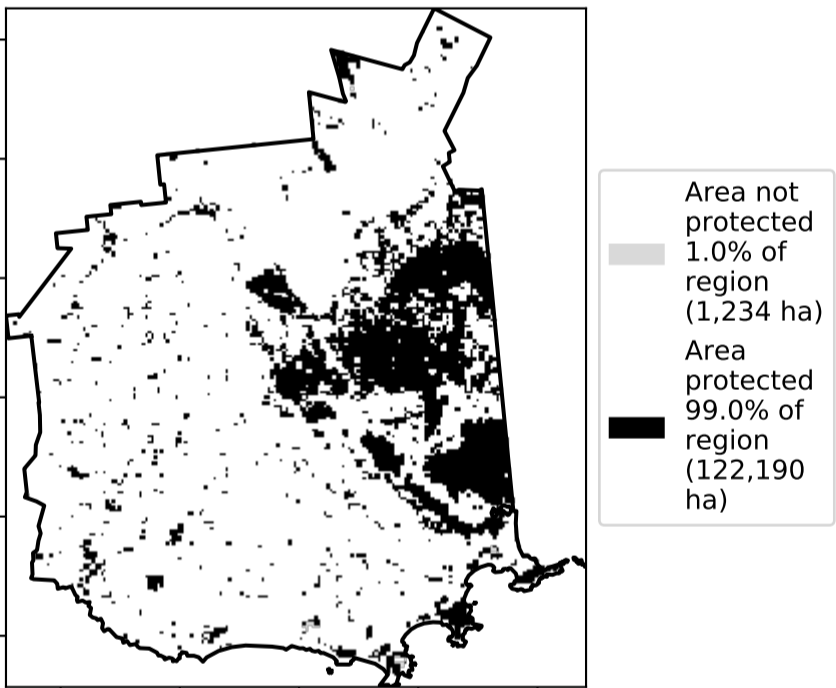 Area not
protected
1.0% of
region
(1,234 ha)
Area
protected
99.0% of
region
(122,190
ha)